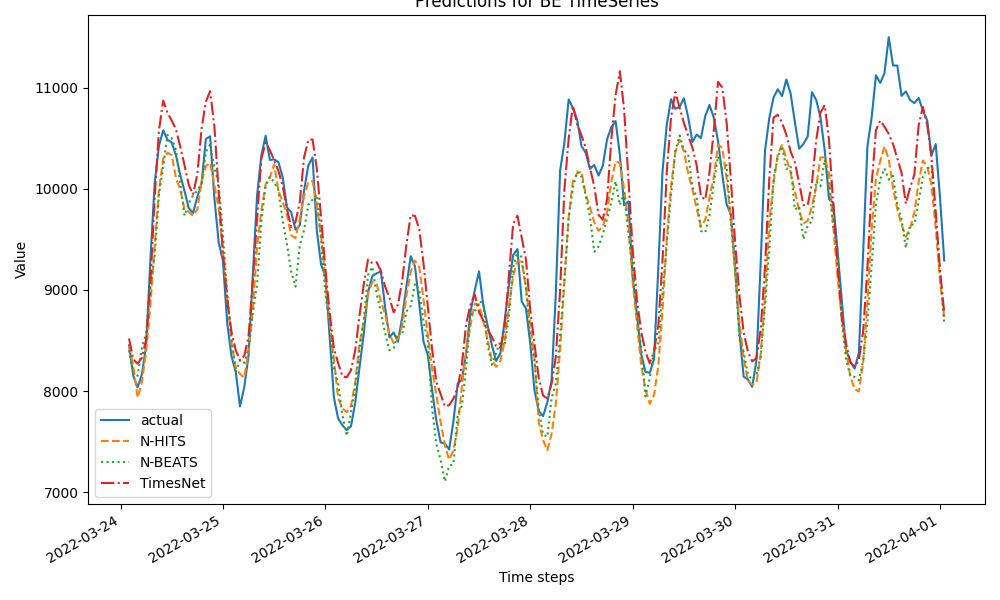 Predictions for BE TimeSeries
11000
10000
9000
8000
7000
Value
actual
N-HITS
N-BEATS
TimesNet
2022-03-24
2022-03-25
2022-03-26
2022-03-27
2022-03-28
2022-03-29
2022-03-30
2022-03-31
2022-04-01
Time steps